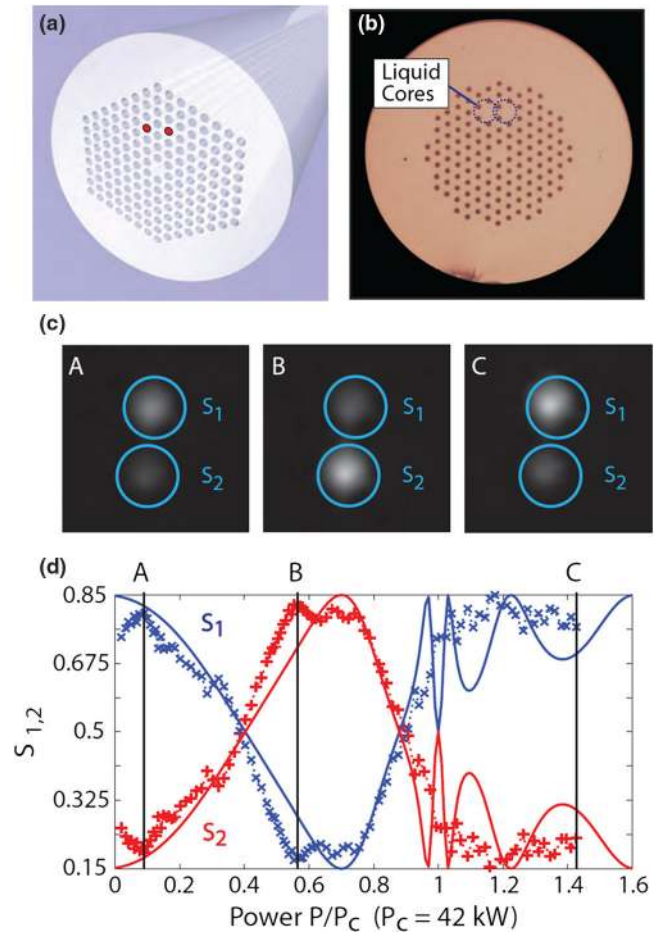 (a)
(b)
Liquid
Cores
(c)
A
B
C
S1
S1
S1
S2
S2
S2
(d)
A
B
C
0.85
S1
0.675
0.5
S1,2
0.325
S2
0.15
0
0.2
0.4
0.6
0.8
1
1.2
1.4
1.6
Power P/PC (PC = 42 kW)